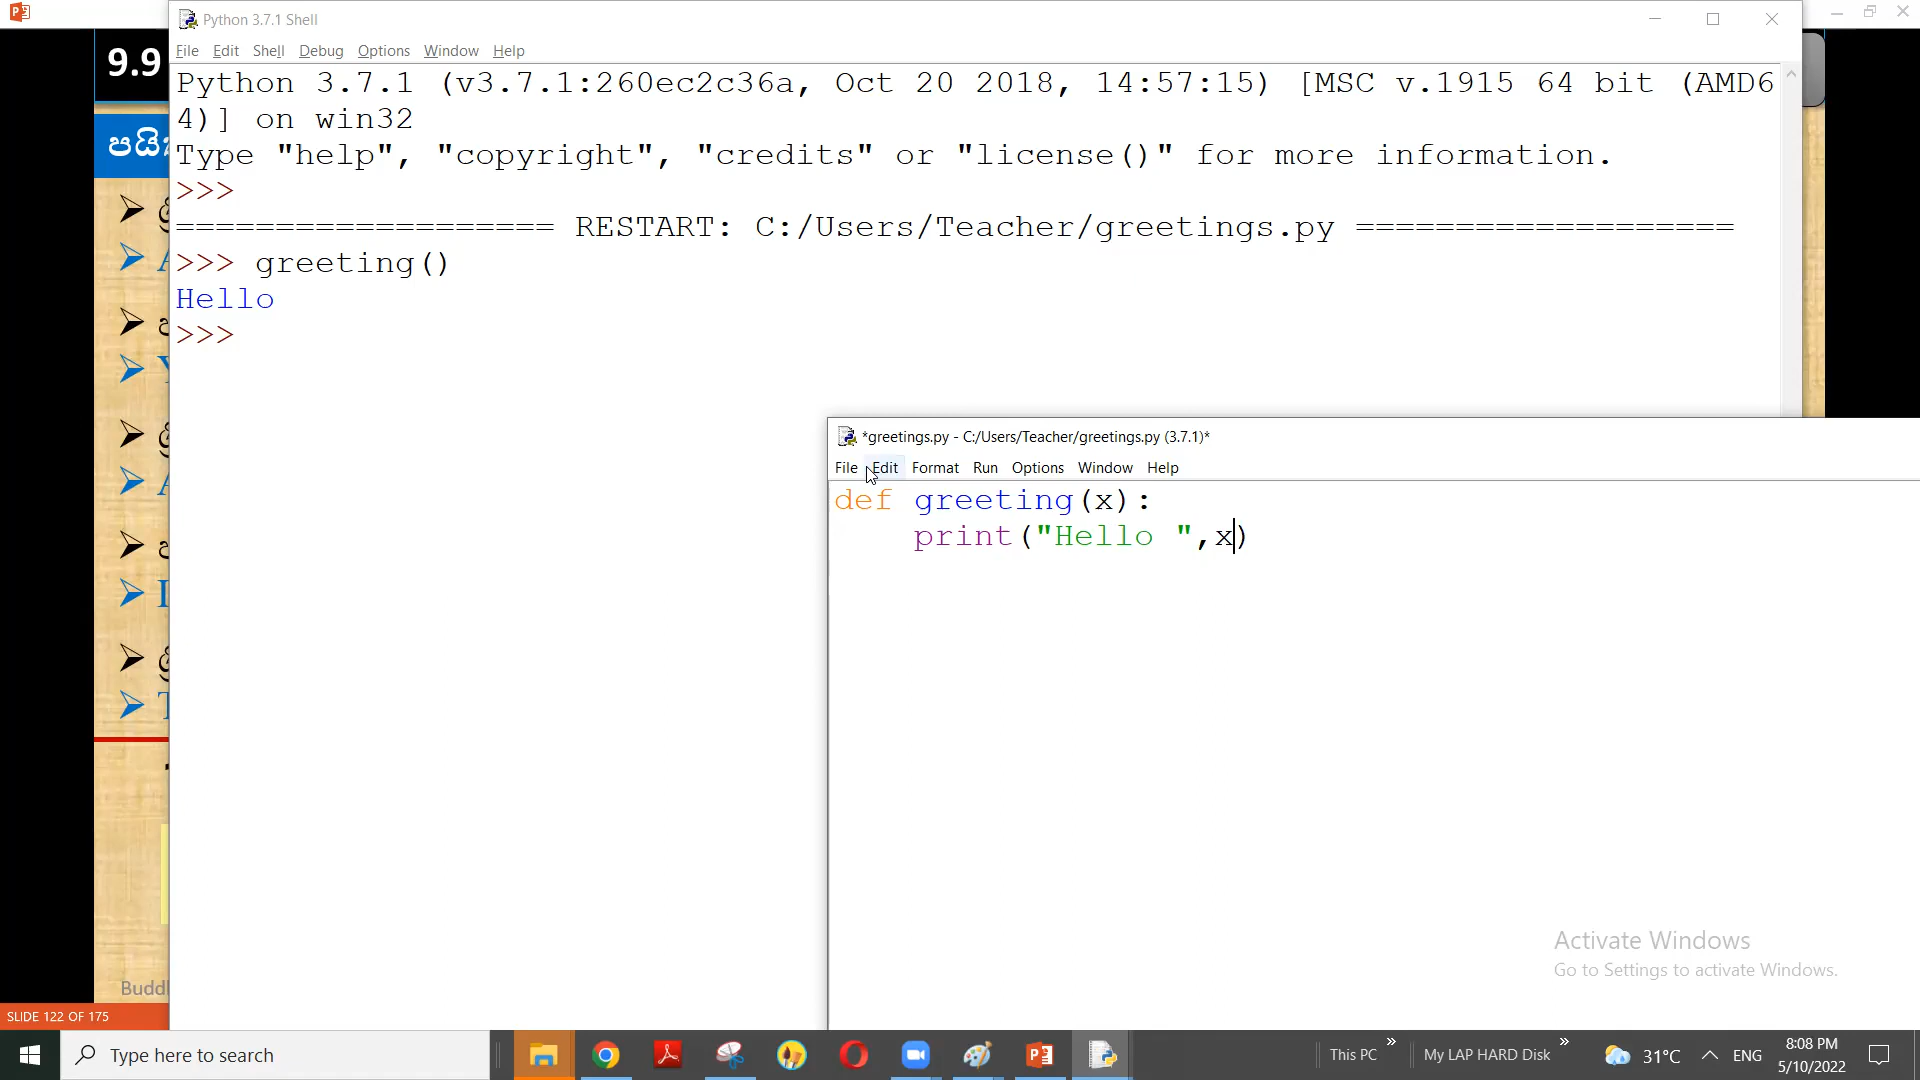 9.9
Python 3.7.1 Shell
File Edit Shell Debug Options Window Help
Python 3.7.1 (v3.7.1:260ec2c36a, Oct 20 2018, 14:57:15) [MSC v.1915 64 bit (AMD6
4)] on win32
Type "help", "copyright", "credits" or "license()" for more information.
>>>
=================== RESTART: C:/Users/Teacher/greetings.py ===================
>>> greeting()
Hello
>>>
*greetings.py - C:/Users/Teacher/greetings.py (3.7.1)*
File Edit Format Run Options Window Help
def greeting(x):
    print("Hello ",x)
Activate Windows
Go to Settings to activate Windows.
SLIDE 122 OF 175
Type here to search
This PC
My LAP HARD Disk
31°C
ENG
8:08 PM
5/10/2022